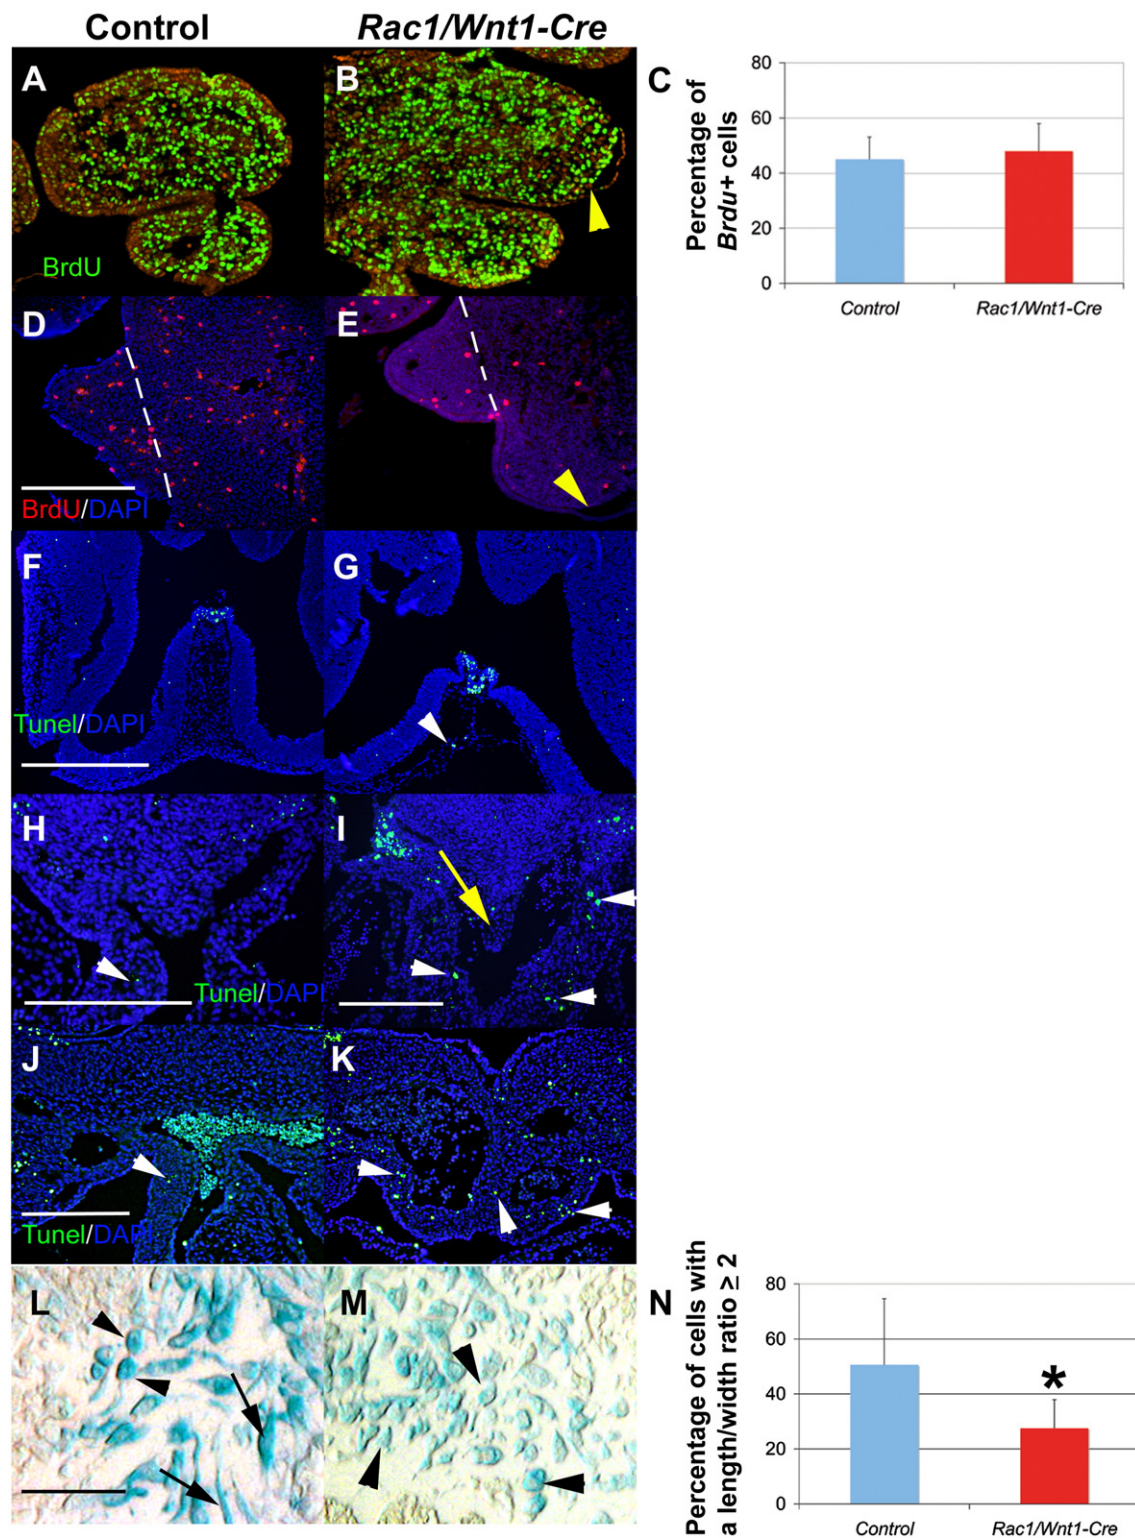 Control Rac1/Wnt1-Cre
A
B
BrdU
C
Percentage of
Brdu+ cells
80
60
40
20
0
Control Rac1/Wnt1-Cre
D
E
BrdU/DAPI
F
G
Tunel/DAPI
H
I
Tunel/DAPI
J
K
Tunel/DAPI
L
M
N
Percentage of cells with
a length/width ratio ≥ 2
80
60
40
20
0
*
Control Rac1/Wnt1-Cre